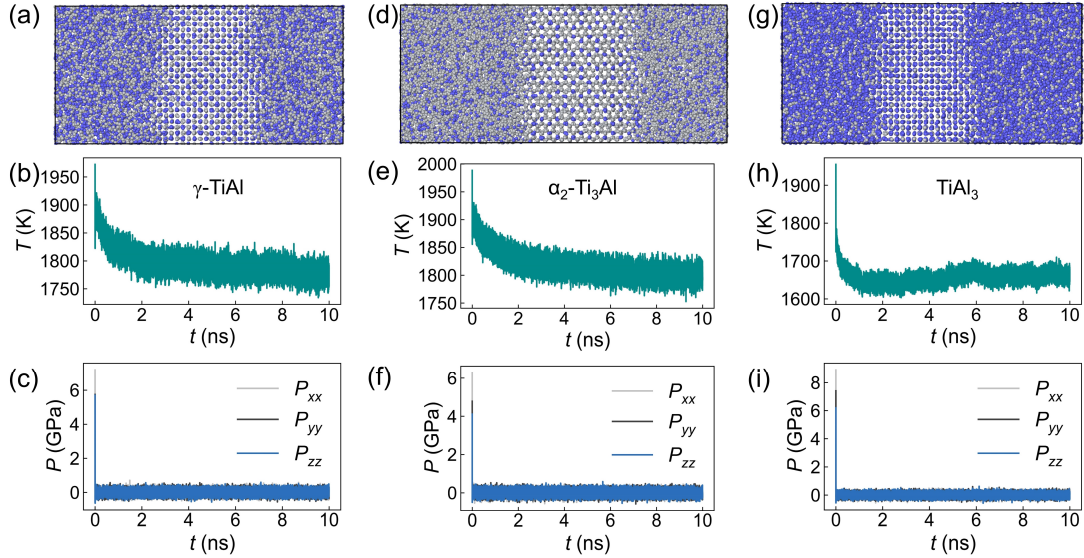 (a) (d) (g)
(b)
1950
1900
1850
1800
1750
T (K)
γ-TiAl
0 2 4 6 8 10
t (ns)
(e)
2000
1950
1900
1850
1800
1750
T (K)
α₂-Ti₃Al
0 2 4 6 8 10
t (ns)
(h)
1900
1800
1700
1600
T (K)
TiAl₃
0 2 4 6 8 10
t (ns)
(c)
6
4
2
0
P (GPa)
Pxx
Pyy
Pzz
0 2 4 6 8 10
t (ns)
(f)
6
4
2
0
P (GPa)
Pxx
Pyy
Pzz
0 2 4 6 8 10
t (ns)
(i)
8
6
4
2
0
P (GPa)
Pxx
Pyy
Pzz
0 2 4 6 8 10
t (ns)